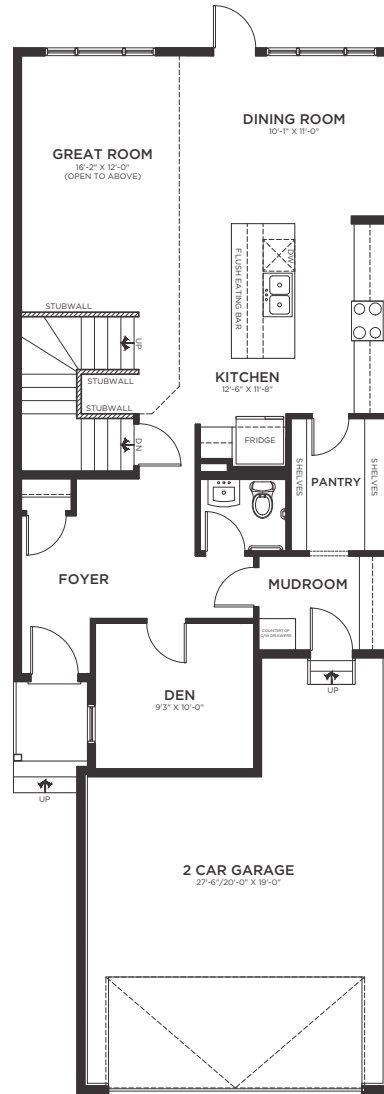 DINING ROOM
10'-1" X 11'-0"
GREAT ROOM
16'-2" X 12'-0"
(OPEN TO ABOVE)
FLUSH EATING BAR
DW
STUBWALL
UP
STUBWALL
STUBWALL
DN
KITCHEN
12'-6" X 11'-8"
FRIDGE
SHELVES
PANTRY
SHELVES
FOYER
MUDROOM
COUNTERTOP
C/W DRAWERS
UP
DEN
9'3" X 10'-0"
UP
2 CAR GARAGE
27'-6"/20'-0" X 19'-0"